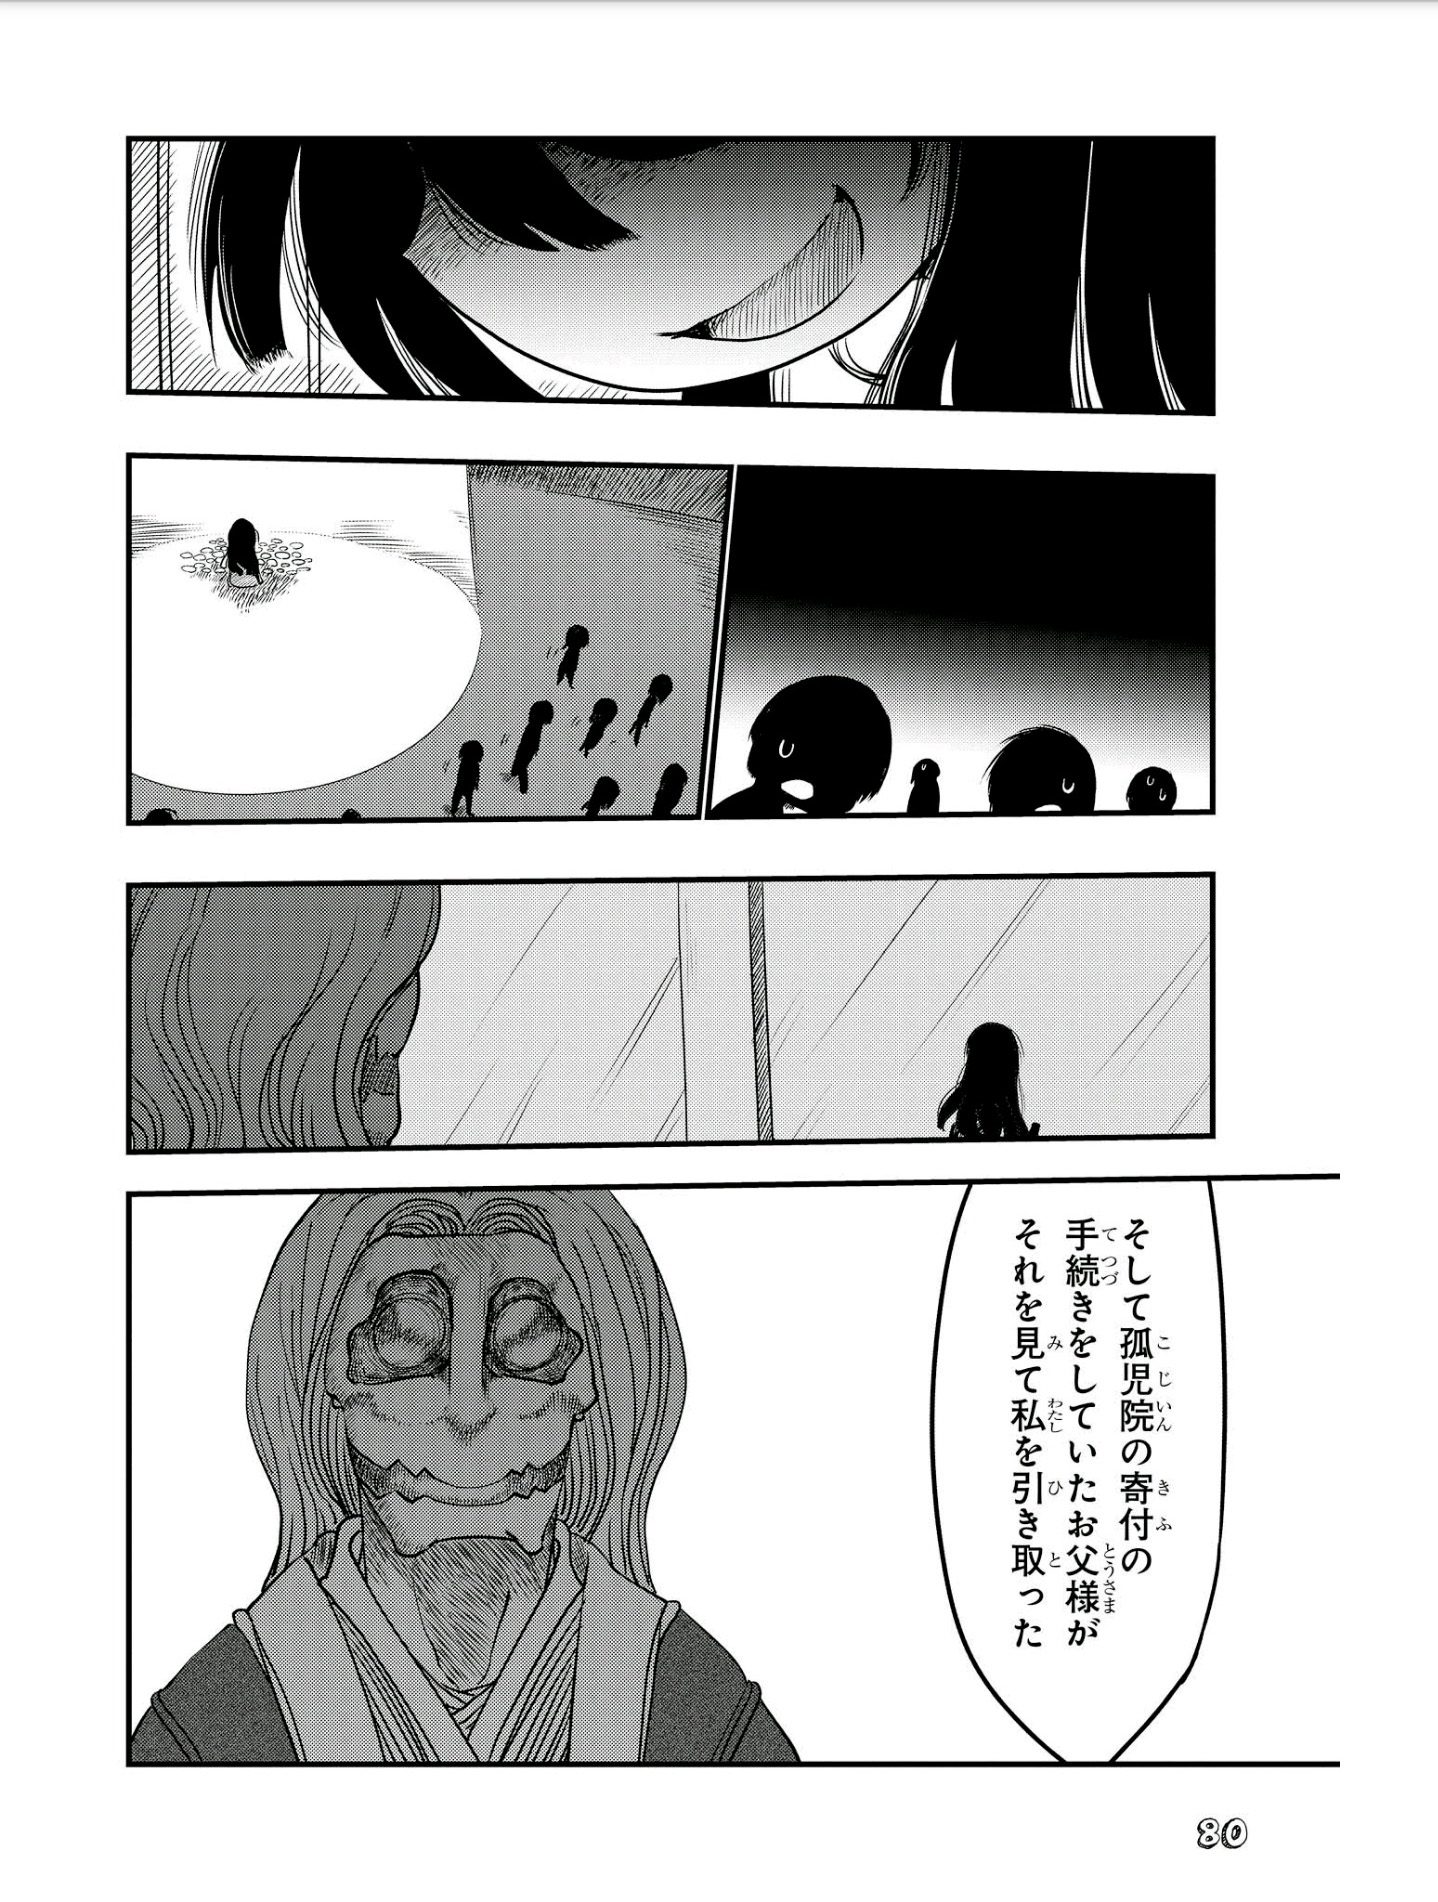 そして孤児院の寄付の
手続きをしていたお父様が
それを見て私を引き取った
80